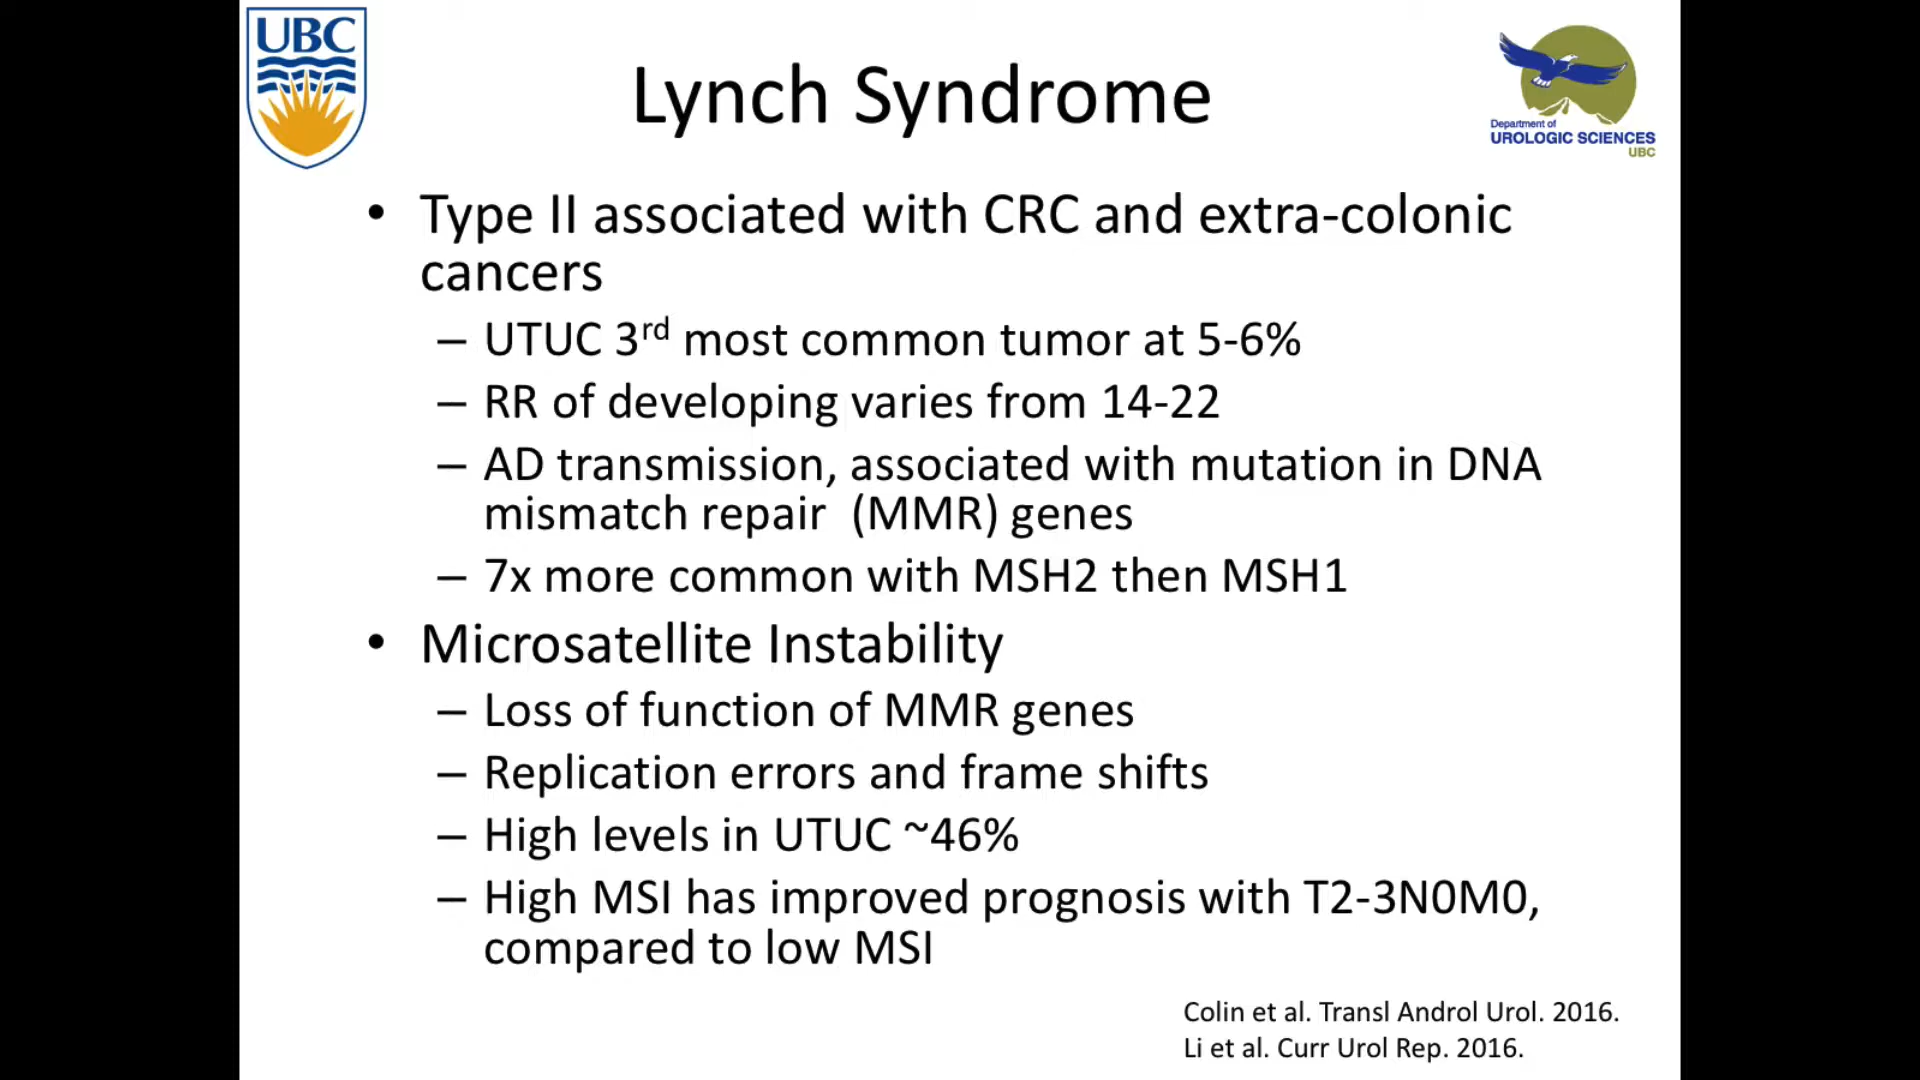 UBC
Lynch Syndrome
Department of
UROLOGIC SCIENCES
UBC
• Type II associated with CRC and extra-colonic
cancers
– UTUC 3rd most common tumor at 5-6%
– RR of developing varies from 14-22
– AD transmission, associated with mutation in DNA
mismatch repair  (MMR) genes
– 7x more common with MSH2 then MSH1
• Microsatellite Instability
– Loss of function of MMR genes
– Replication errors and frame shifts
– High levels in UTUC ~46%
– High MSI has improved prognosis with T2-3N0M0,
compared to low MSI
Colin et al. Transl Androl Urol. 2016.
Li et al. Curr Urol Rep. 2016.